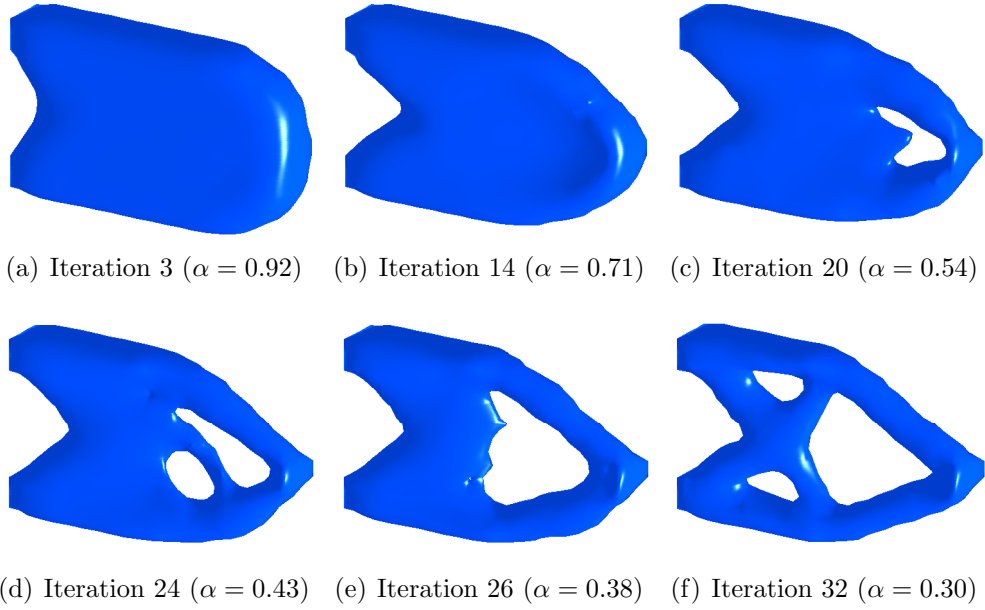 (a) Iteration 3 (α = 0.92) (b) Iteration 14 (α = 0.71) (c) Iteration 20 (α = 0.54)
(d) Iteration 24 (α = 0.43) (e) Iteration 26 (α = 0.38) (f) Iteration 32 (α = 0.30)